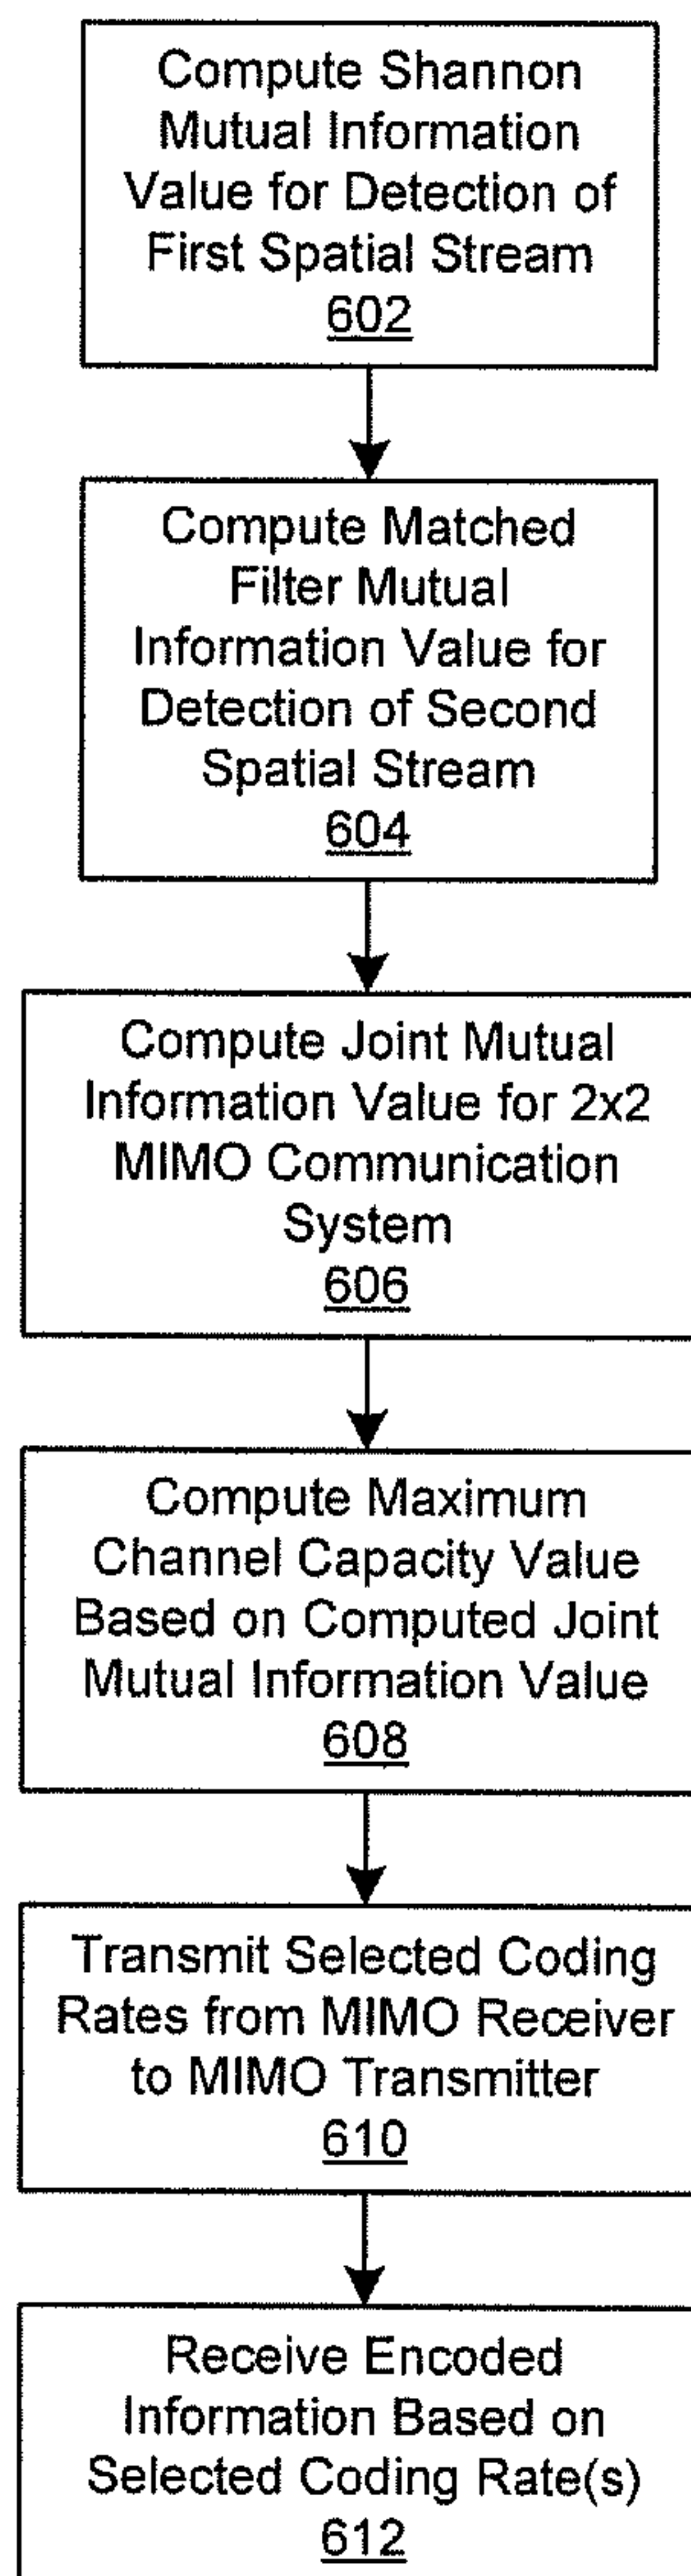 Compute Shannon
Mutual Information
Value for Detection of
First Spatial Stream
602
Compute Matched
Filter Mutual
Information Value for
Detection of Second
Spatial Stream
604
Compute Joint Mutual
Information Value for 2x2
MIMO Communication
System
606
Compute Maximum
Channel Capacity Value
Based on Computed Joint
Mutual Information Value
608
Transmit Selected Coding
Rates from MIMO Receiver
to MIMO Transmitter
610
Receive Encoded
Information Based on
Selected Coding Rate(s)
612